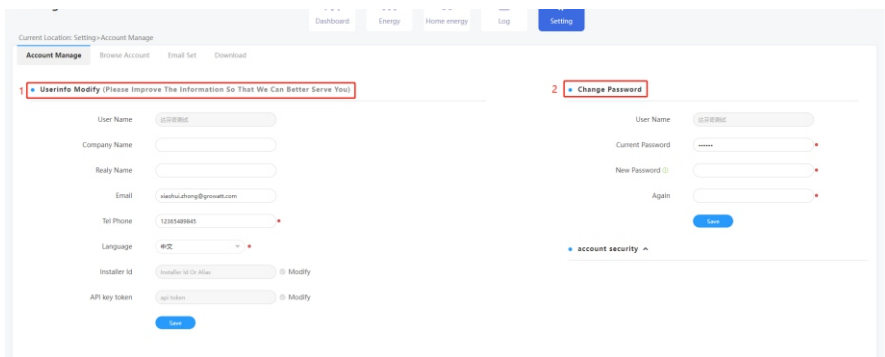 Dashboard Energy Home energy Log Setting
Current Location: Setting>Account Manage
Account Manage Browse Account Email Set Download
1 Userinfo Modify (Please Improve The Information So That We Can Better Serve You)
User Name
Company Name
Realy Name
Email xiaohui.zhong@growatt.com
Tel Phone 12365489845 *
Language 中文 *
Installer Id Installer Id Or Alias Modify
API key token api token Modify
Save
2 Change Password
User Name
Current Password •••••• *
New Password *
Again *
Save
account security